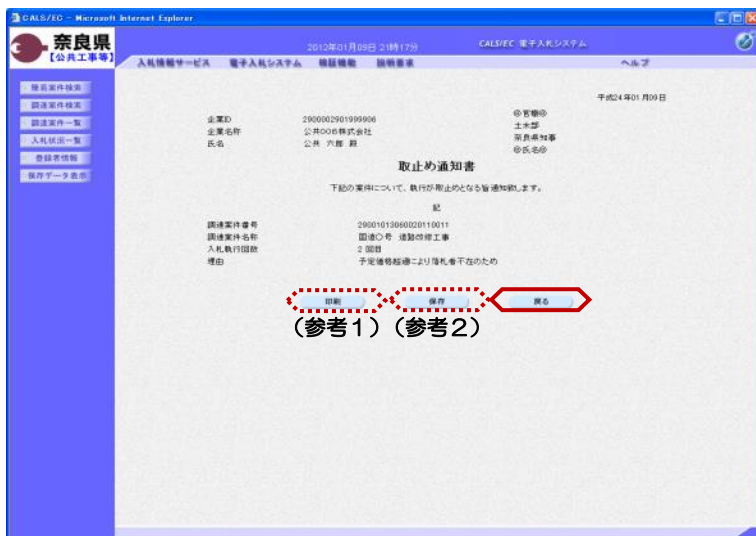 CALS/EC - Microsoft Internet Explorer
奈良県
【公共工事等】
2012年01月09日 21時17分
CALS/EC 電子入札システム
入札情報サービス 電子入札システム 検証機能 説明要求 ヘルプ
簡易案件検索
調達案件検索
調達案件一覧
入札状況一覧
登録者情報
保存データ表示
平成24年01月09日
企業ID 2900002901999906
企業名称 公共006株式会社
氏名 公共 六郎 殿
@官職@
土木部
奈良県知事
@氏名@
取止め通知書
下記の案件について、執行が取止めとなる旨通知致します。
記
調達案件番号 2900101306002011​0011
調達案件名称 国道○号 道路改修工事
入札執行回数 2 回目
理由 予定価格超過により落札者不在のため
印刷 保存 戻る
(参考1) (参考2)